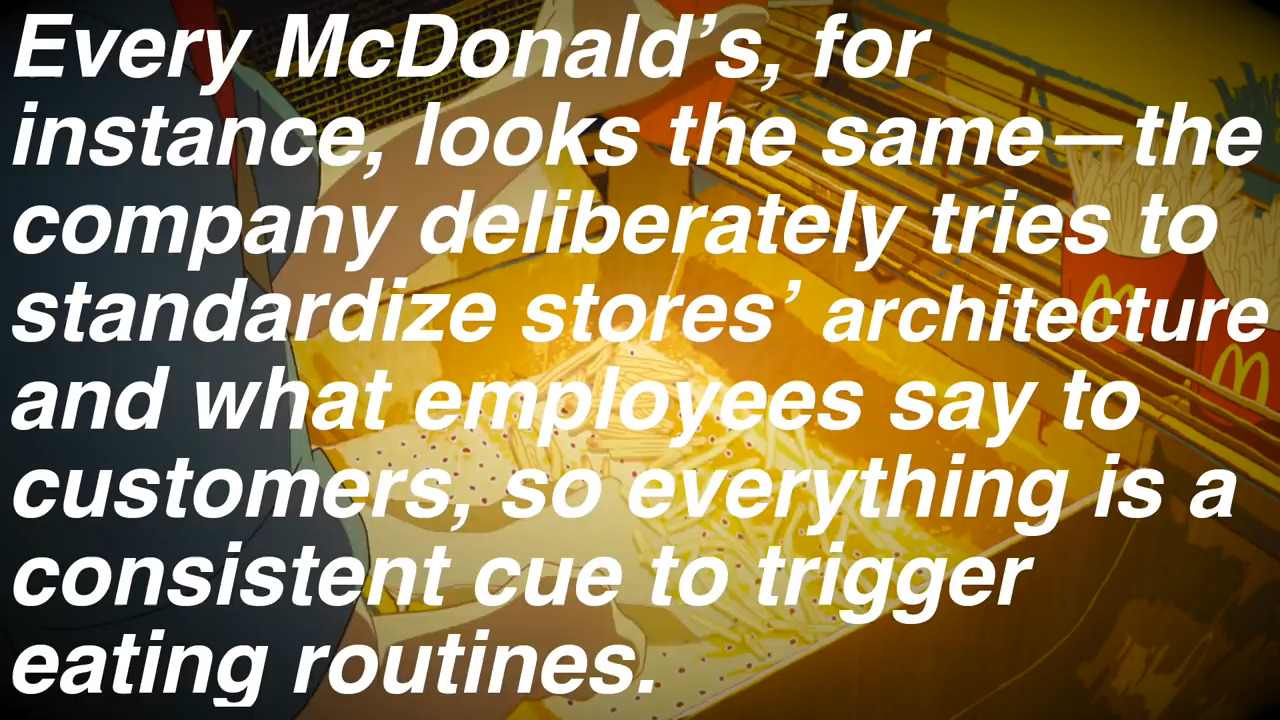 Every McDonald’s, for
instance, looks the same—the
company deliberately tries to
standardize stores’ architecture
and what employees say to
customers, so everything is a
consistent cue to trigger
eating routines.